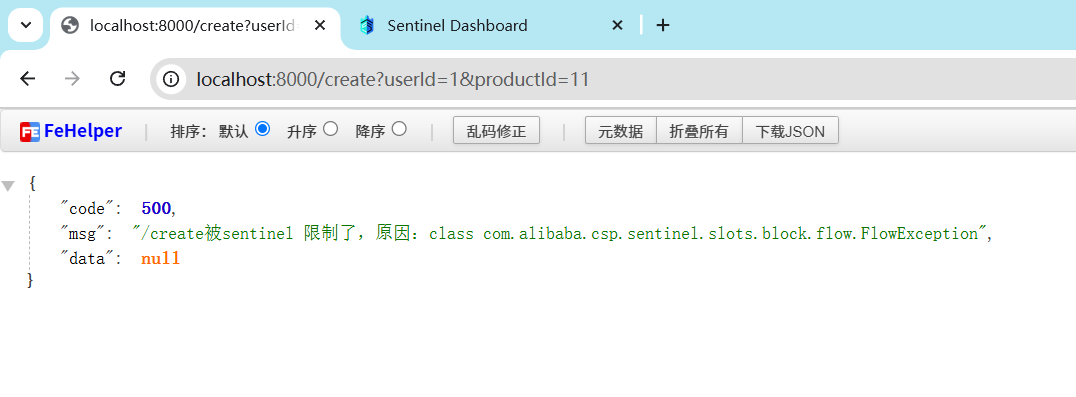 localhost:8000/create?userId=
Sentinel Dashboard
localhost:8000/create?userId=1&productId=11
FeHelper | 排序： 默认 升序 降序 | 乱码修正 | 元数据 折叠所有 下载JSON
{
"code": 500,
"msg": "/create被sentinel 限制了，原因：class com.alibaba.csp.sentinel.slots.block.flow.FlowException",
"data": null
}